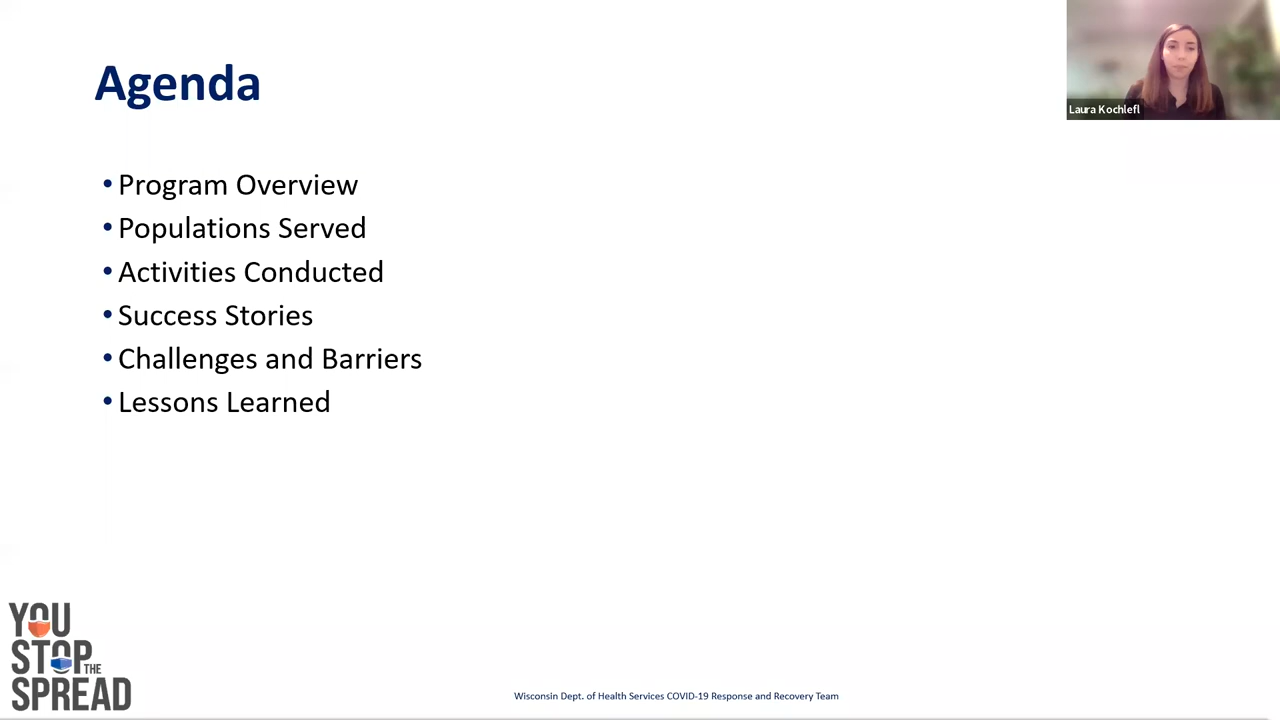 Agenda
Laura Kochlefl
• Program Overview
• Populations Served
• Activities Conducted
• Success Stories
• Challenges and Barriers
• Lessons Learned
YOU
STOP THE
SPREAD
Wisconsin Dept. of Health Services COVID-19 Response and Recovery Team